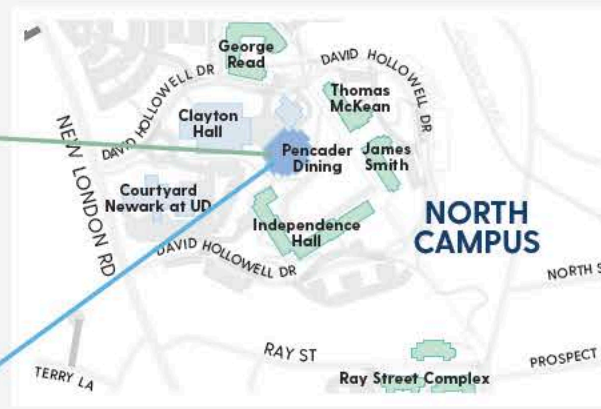 George
Read
DAVID HOLLOWELL DR
DAVID HOLLOWELL DR
Thomas
McKean
Clayton
Hall
NEW LONDON RD
Pencader
Dining
James
Smith
Courtyard
Newark at UD
Independence
Hall
NORTH
CAMPUS
DAVID HOLLOWELL DR
NORTH S
RAY ST
PROSPECT
TERRY LA
Ray Street Complex